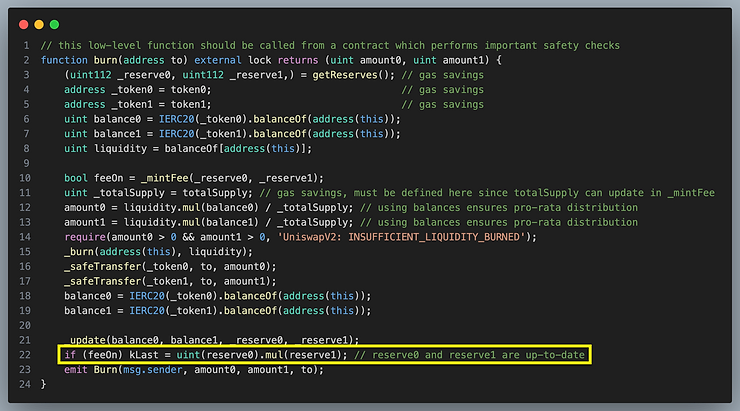 1 // this low-level function should be called from a contract which performs important safety checks
2 function burn(address to) external lock returns (uint amount0, uint amount1) {
3 (uint112 _reserve0, uint112 _reserve1,) = getReserves(); // gas savings
4 address _token0 = token0; // gas savings
5 address _token1 = token1; // gas savings
6 uint balance0 = IERC20(_token0).balanceOf(address(this));
7 uint balance1 = IERC20(_token1).balanceOf(address(this));
8 uint liquidity = balanceOf[address(this)];
9
10 bool feeOn = _mintFee(_reserve0, _reserve1);
11 uint _totalSupply = totalSupply; // gas savings, must be defined here since totalSupply can update in _mintFee
12 amount0 = liquidity.mul(balance0) / _totalSupply; // using balances ensures pro-rata distribution
13 amount1 = liquidity.mul(balance1) / _totalSupply; // using balances ensures pro-rata distribution
14 require(amount0 > 0 && amount1 > 0, 'UniswapV2: INSUFFICIENT_LIQUIDITY_BURNED');
15 _burn(address(this), liquidity);
16 _safeTransfer(_token0, to, amount0);
17 _safeTransfer(_token1, to, amount1);
18 balance0 = IERC20(_token0).balanceOf(address(this));
19 balance1 = IERC20(_token1).balanceOf(address(this));
20
21 _update(balance0, balance1, _reserve0, _reserve1);
22 if (feeOn) kLast = uint(reserve0).mul(reserve1); // reserve0 and reserve1 are up-to-date
23 emit Burn(msg.sender, amount0, amount1, to);
24 }